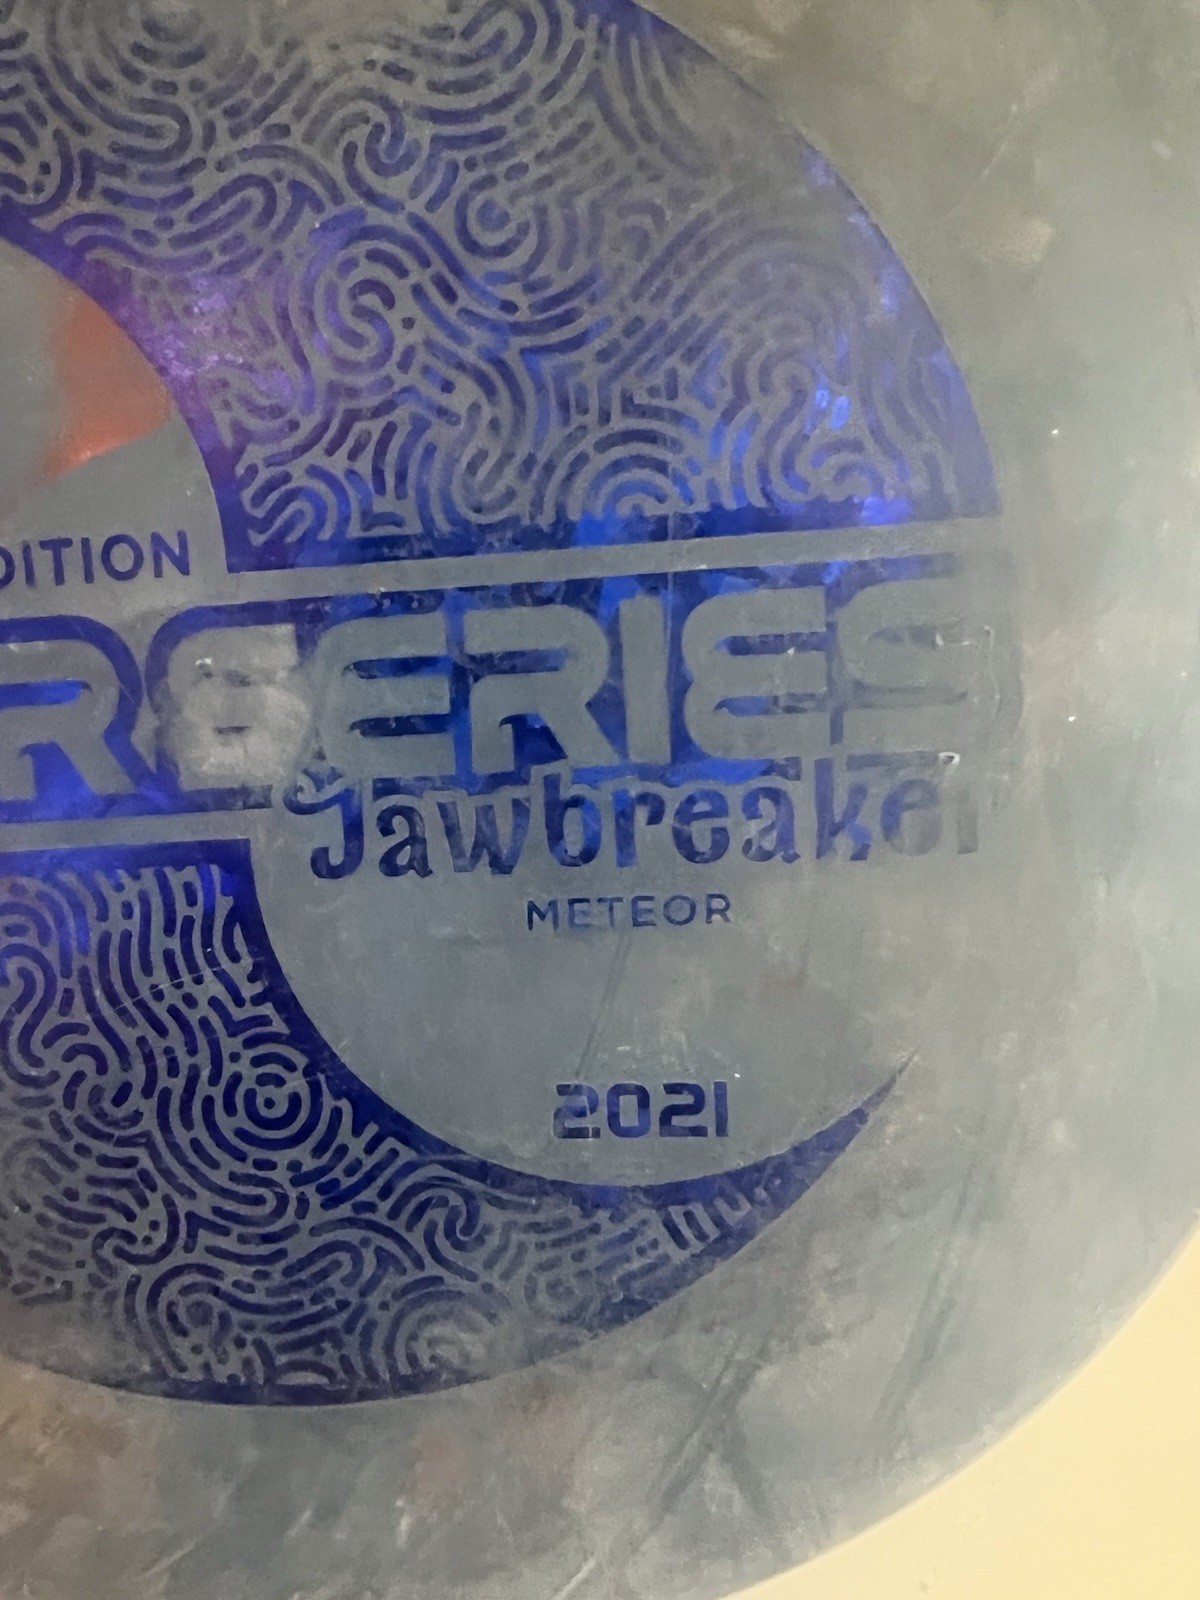 DITION
RSERIES
Jawbreaker
METEOR
2021